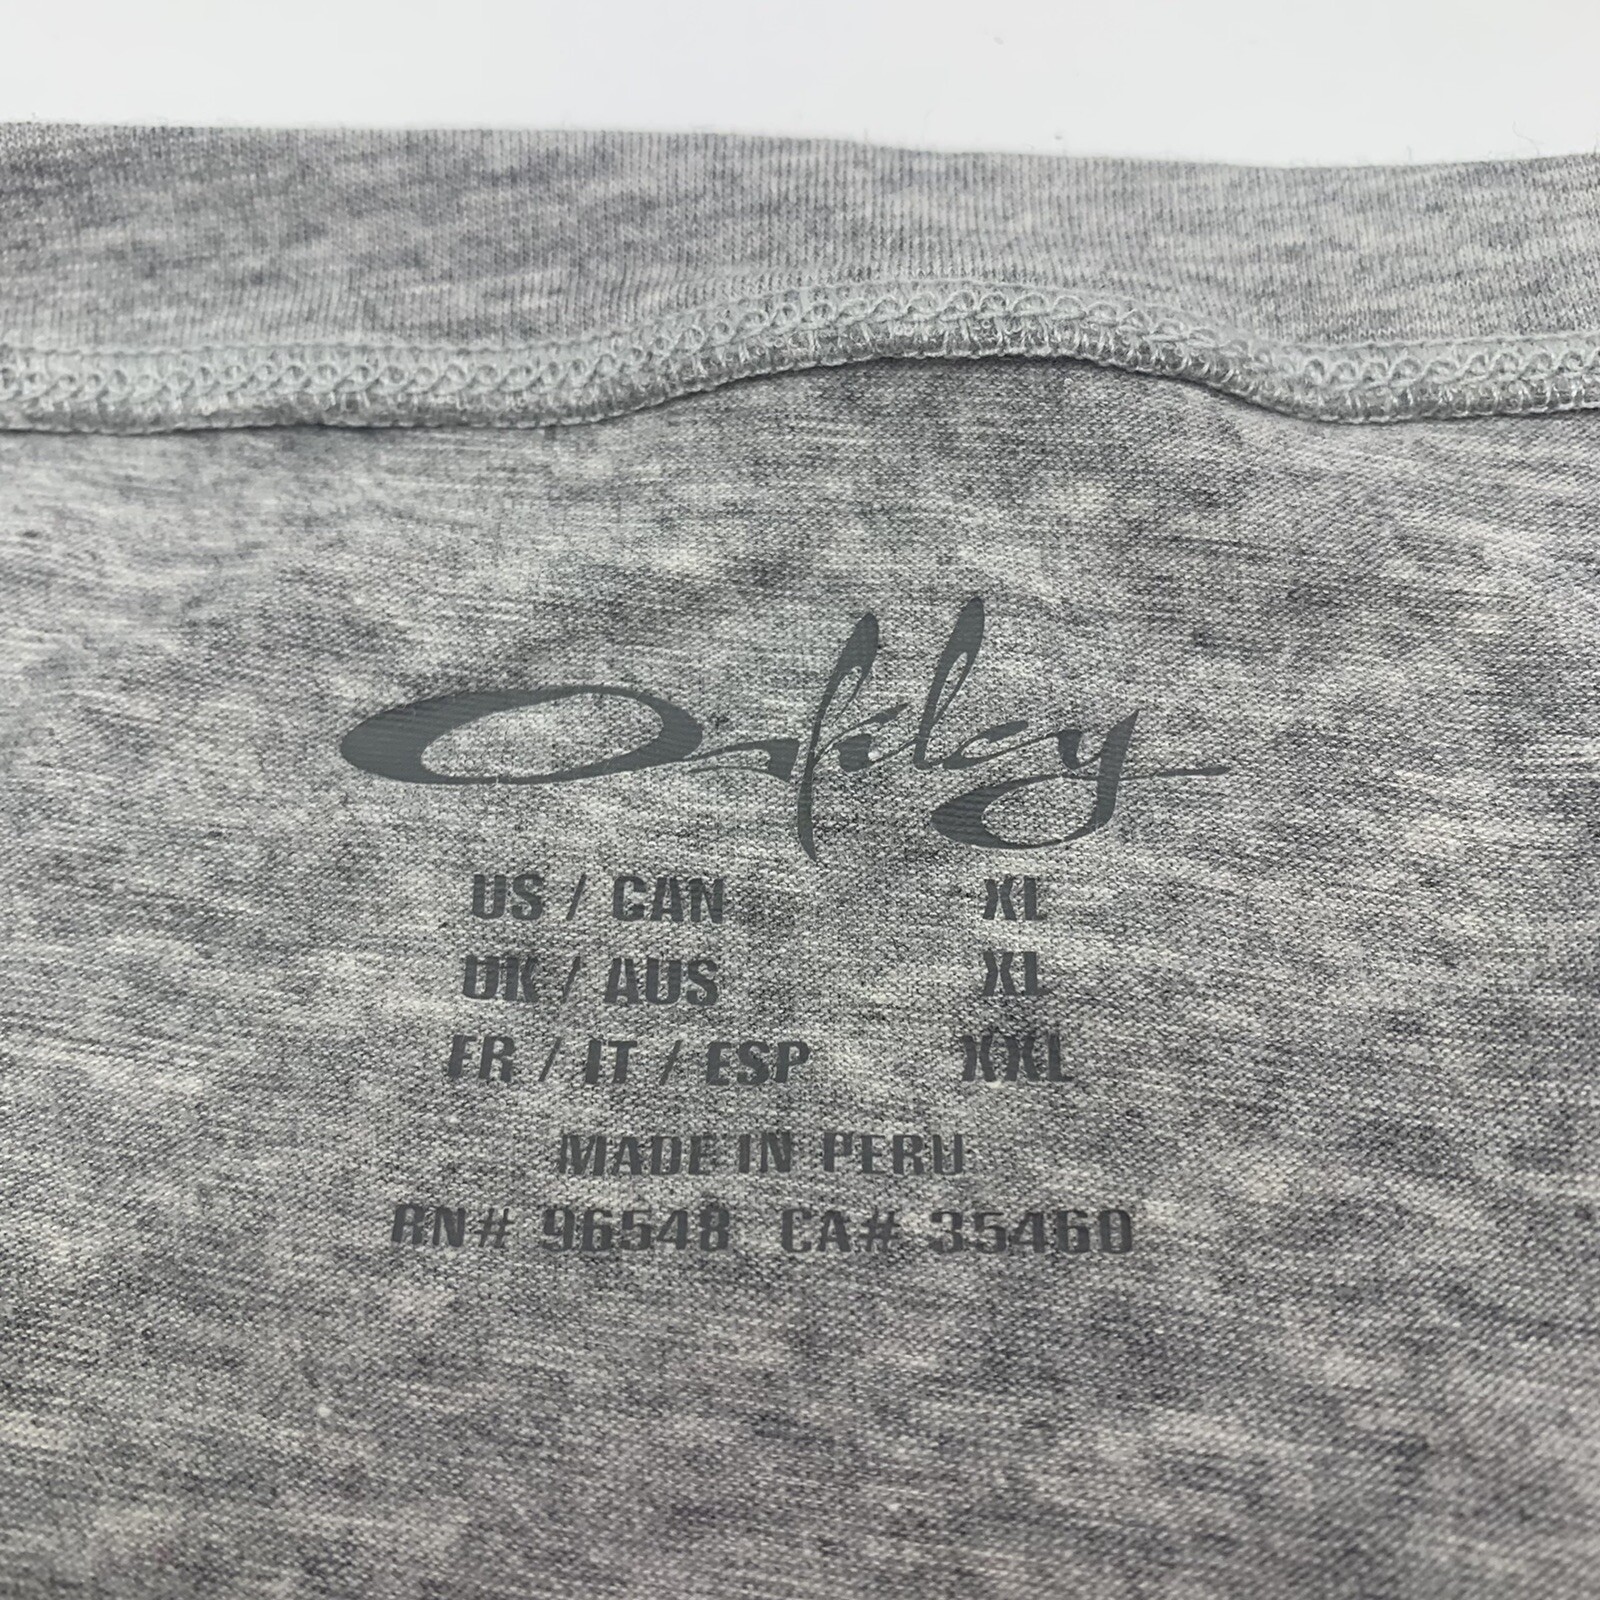 Oakley
US / CAN XL
UK / AUS XL
FR / IT / ESP XXL
MADE IN PERU
RN# 96548 CA# 35460